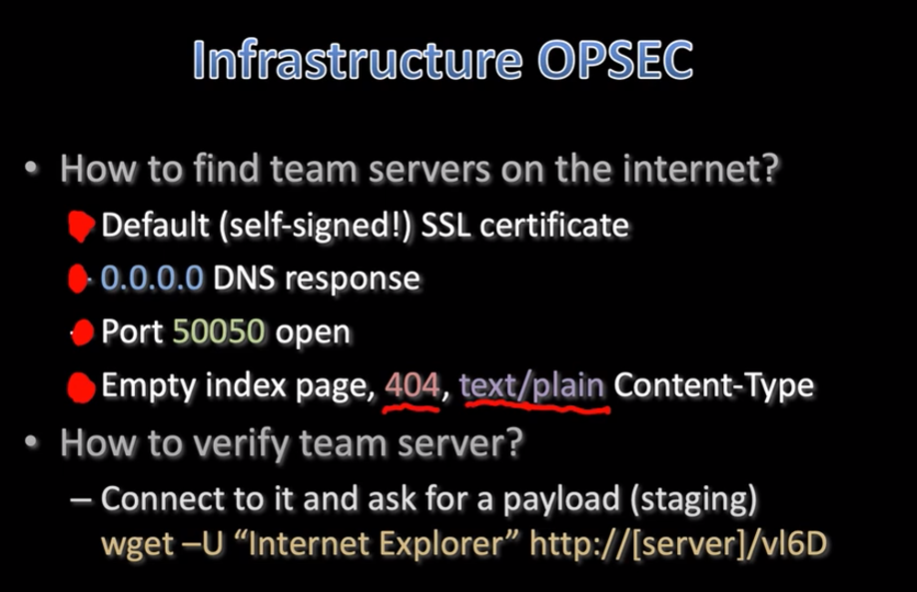 Infrastructure OPSEC
• How to find team servers on the internet?
Default (self-signed!) SSL certificate
0.0.0.0 DNS response
Port 50050 open
Empty index page, 404, text/plain Content-Type
• How to verify team server?
– Connect to it and ask for a payload (staging)
wget –U “Internet Explorer” http://[server]/vl6D